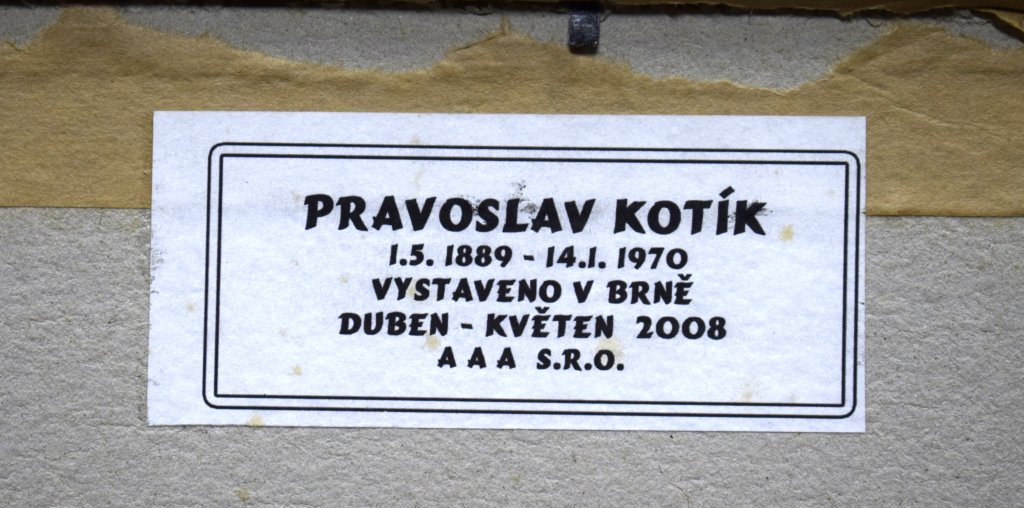 PRAVOSLAV KOTÍK
1.5. 1889 - 14.1. 1970
VYSTAVENO V BRNĚ
DUBEN - KVĚTEN 2008
A A A S.R.O.